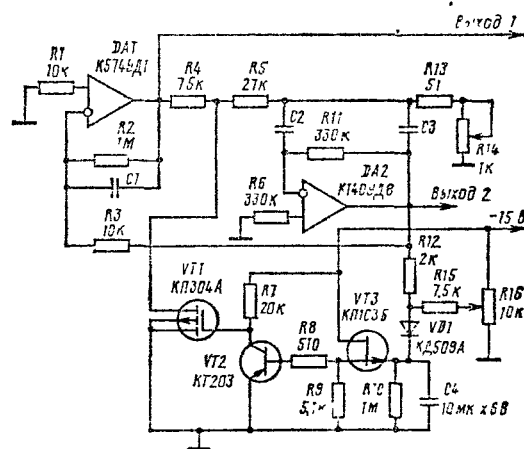 Выход 1
R1
10к
DA1
К574УД1
R4
7,5к
R5
27к
R13
51
R2
1М
C1
C2
R11
330к
C3
R14
1к
R3
10к
R6
330к
DA2
К140УД8
Выход 2
-15 В
R12
2к
VT1
КП304А
R7
20к
VT3
КП103Б
R15
7,5к
R16
10к
VT2
КТ203
R8
510
VD1
КД509А
R9
5,1к
R10
1М
C4
10мк x 6В